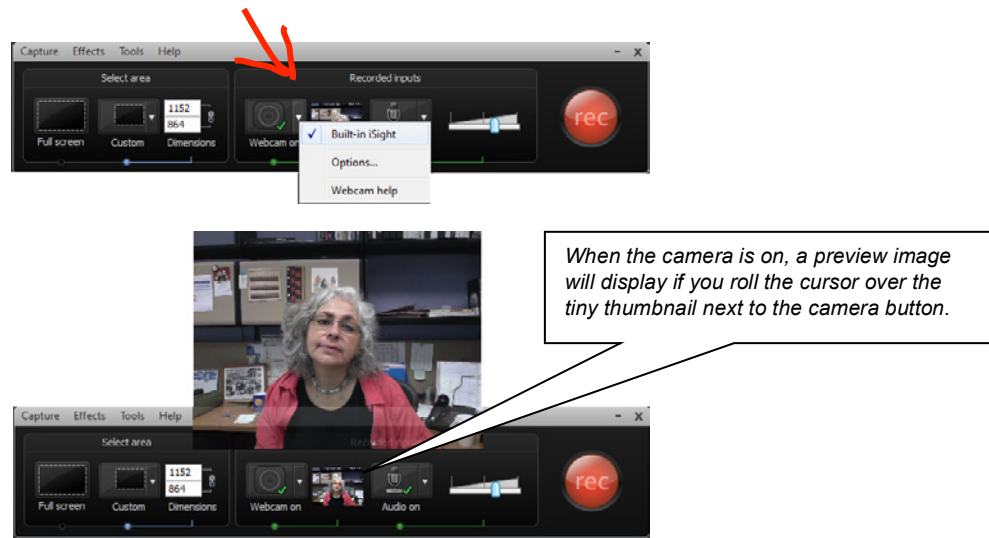 Capture Effects Tools Help - x
Select area Recorded inputs
1152
864
rec
Full screen Custom Dimensions Webcam on
Built-in iSight
Options...
Webcam help
When the camera is on, a preview image
will display if you roll the cursor over the
tiny thumbnail next to the camera button.
Capture Effects Tools Help - x
Select area Recorded inputs
1152
864
rec
Full screen Custom Dimensions Webcam on Audio on